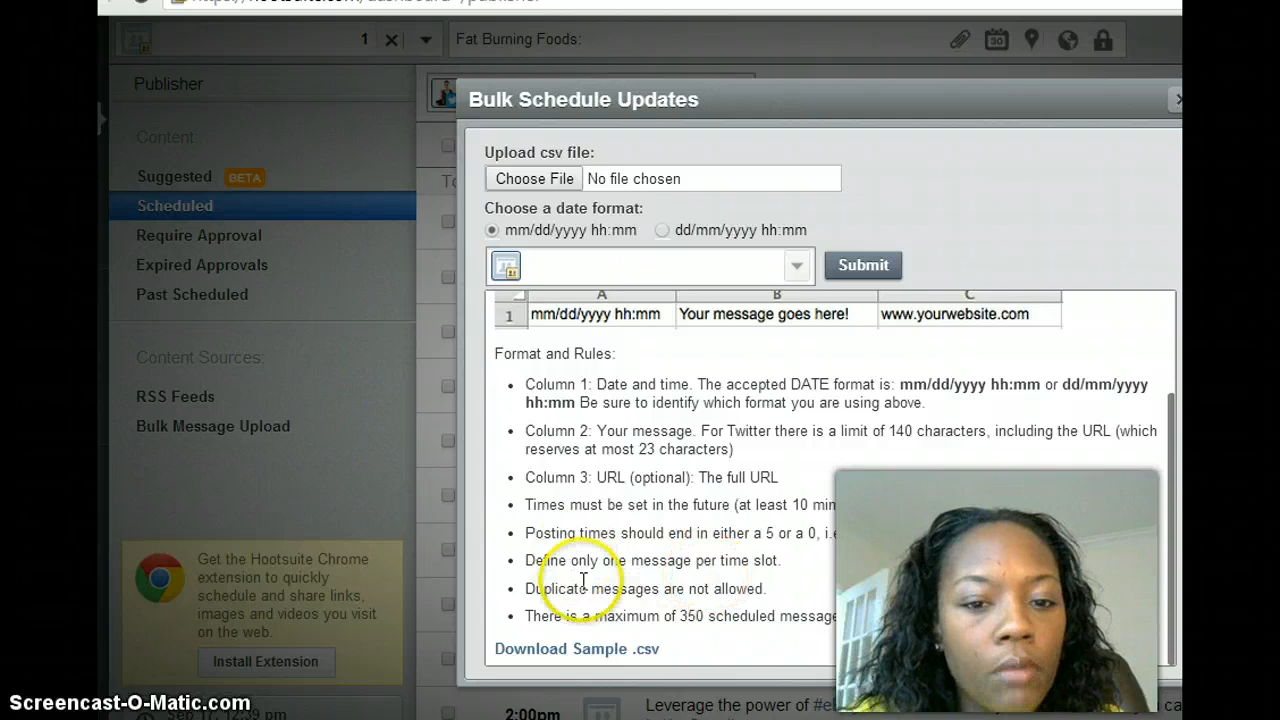 1
Fat Burning Foods:
Publisher
Bulk Schedule Updates
Content:
Upload csv file:
Suggested BETA
Choose File No file chosen
Scheduled
Choose a date format:
Require Approval
mm/dd/yyyy hh:mm dd/mm/yyyy hh:mm
Expired Approvals
Submit
Past Scheduled
A B C
1 mm/dd/yyyy hh:mm Your message goes here! www.yourwebsite.com
Content Sources:
Format and Rules:
RSS Feeds
Column 1: Date and time. The accepted DATE format is: mm/dd/yyyy hh:mm or dd/mm/yyyy
hh:mm Be sure to identify which format you are using above.
Bulk Message Upload
Column 2: Your message. For Twitter there is a limit of 140 characters, including the URL (which
reserves at most 23 characters)
Column 3: URL (optional): The full URL
Times must be set in the future (at least 10 min
Posting times should end in either a 5 or a 0, i.e
Define only one message per time slot.
Duplicate messages are not allowed.
There is a maximum of 350 scheduled message
Download Sample .csv
Get the Hootsuite Chrome
extension to quickly
schedule and share links,
images and videos you visit
on the web.
Install Extension
Screencast-O-Matic.com
2:00pm
Leverage the power of